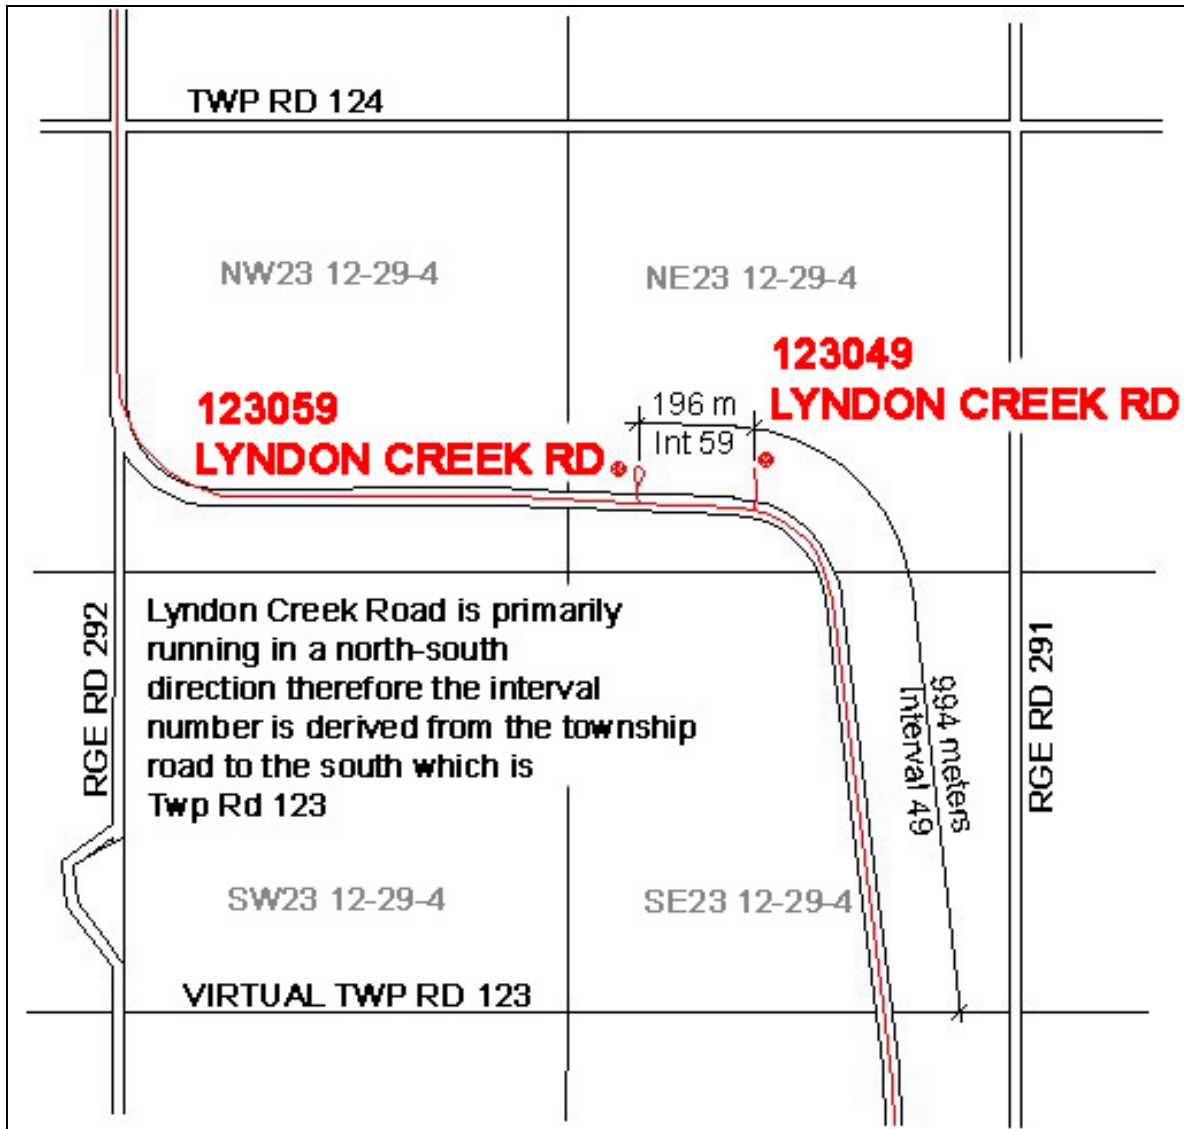 TWP RD 124
NW23 12-29-4
NE23 12-29-4
123049
LYNDON CREEK RD
123059
LYNDON CREEK RD
196 m
Int 59
Lyndon Creek Road is primarily
running in a north-south
direction therefore the interval
number is derived from the township
road to the south which is
Twp Rd 123
RGE RD 292
994 meters
Interval 49
RGE RD 291
SW23 12-29-4
SE23 12-29-4
VIRTUAL TWP RD 123